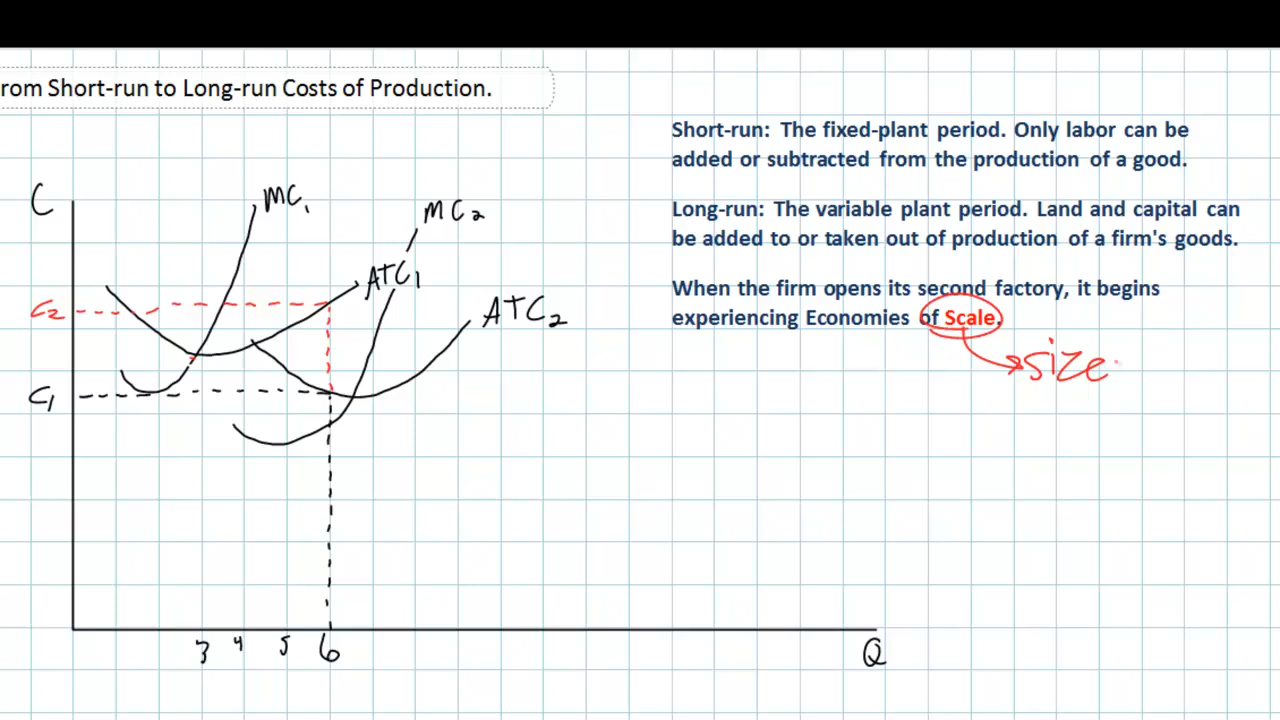 rom Short-run to Long-run Costs of Production.
Short-run: The fixed-plant period. Only labor can be
added or subtracted from the production of a good.
Long-run: The variable plant period. Land and capital can
be added to or taken out of production of a firm's goods.
When the firm opens its second factory, it begins
experiencing Economies of Scale.
size
C
MC₁
MC₂
ATC₁
ATC₂
C₂
C₁
3 4 5 6
Q